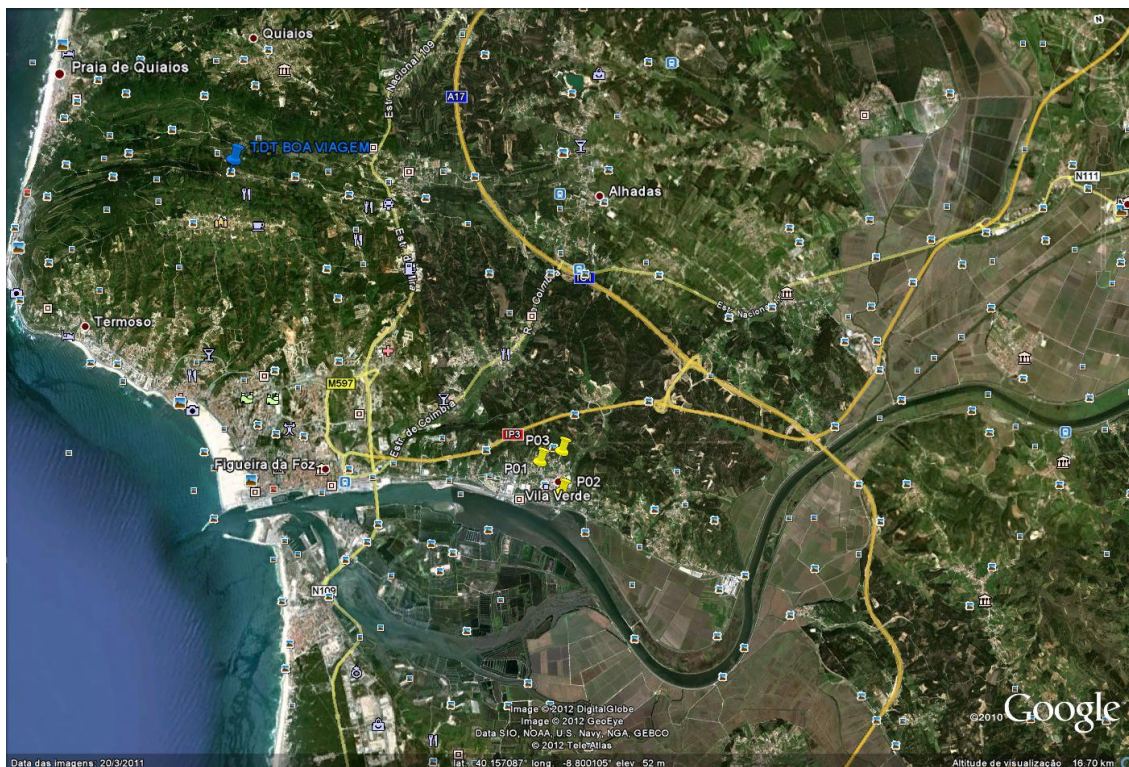 Quiaios
Praia de Quiaios
Estr. Nacional 109
A17
TDT BOA VIAGEM
N111
Alhadas
Termoso
M597
Estr. de Coimbra
IP3
P03
Figueira da Foz
P01
P02
Vila Verde
N109
Image © 2012 DigitalGlobe
Image © 2012 GeoEye
Data SIO, NOAA, U.S. Navy, NGA, GEBCO
© 2012 Tele Atlas
©2010 Google
Data das imagens: 20/3/2011
lat 40.157087° long -8.800105° elev 52 m
Altitude de visualização 16.70 km